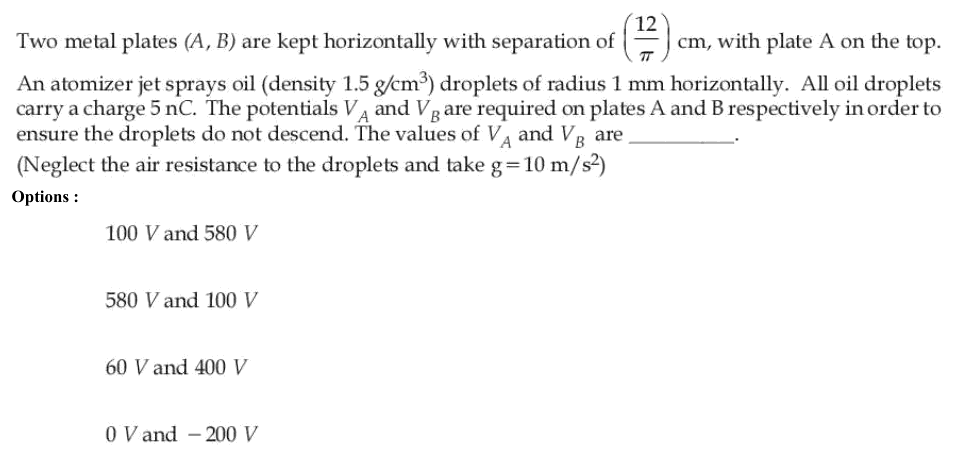 Two metal plates (A, B) are kept horizontally with separation of (12/π) cm, with plate A on the top.
An atomizer jet sprays oil (density 1.5 g/cm³) droplets of radius 1 mm horizontally. All oil droplets
carry a charge 5 nC. The potentials V_A and V_B are required on plates A and B respectively in order to
ensure the droplets do not descend. The values of V_A and V_B are ___________.
(Neglect the air resistance to the droplets and take g=10 m/s²)
Options :
100 V and 580 V
580 V and 100 V
60 V and 400 V
0 V and – 200 V